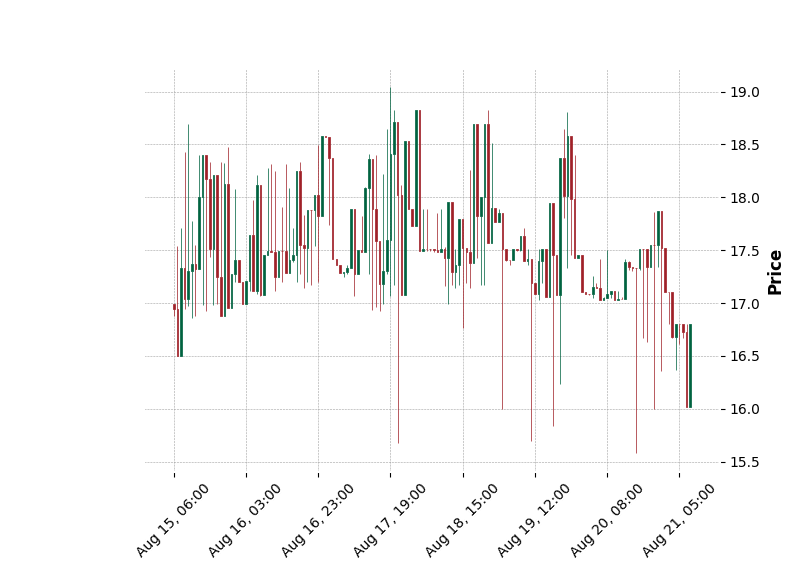 19.0
18.5
18.0
17.5
17.0
16.5
16.0
15.5
Price
Aug 15, 06:00
Aug 16, 03:00
Aug 16, 23:00
Aug 17, 19:00
Aug 18, 15:00
Aug 19, 12:00
Aug 20, 08:00
Aug 21, 05:00